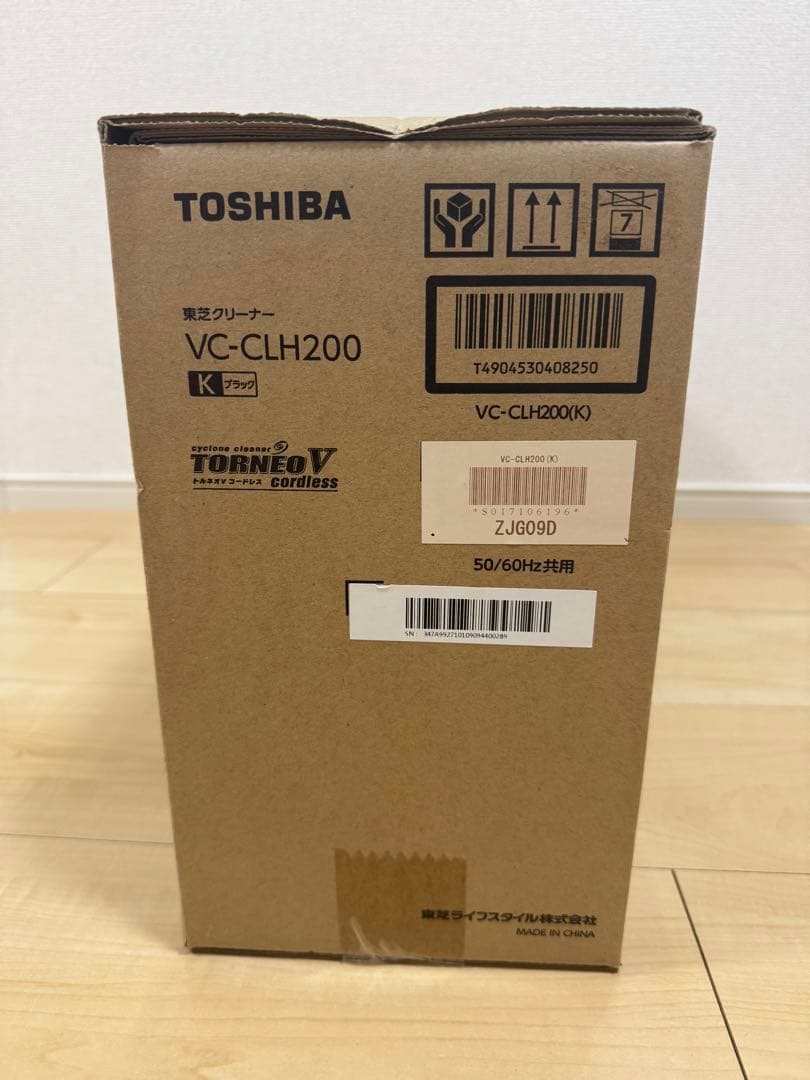 TOSHIBA
7
東芝クリーナー
VC-CLH200
K ブラック
T4904530408250
VC-CLH200(K)
cyclone cleaner
TORNEO V
トルネオV コードレス cordless
VC-CLH200(K)
*S017106196*
ZJG09D
50/60Hz共用
SN: 347A992710109094400289
東芝ライフスタイル株式会社
MADE IN CHINA